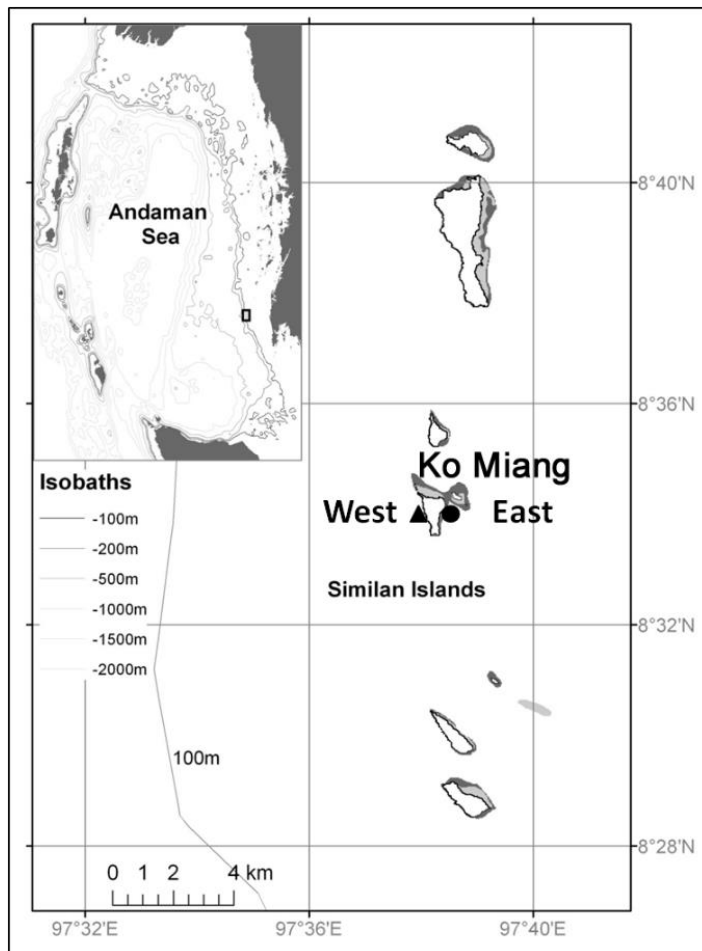 Andaman
Sea
8°40'N
8°36'N
Ko Miang
Isobaths
-100m
-200m
-500m
-1000m
-1500m
-2000m
West
East
Similan Islands
8°32'N
100m
8°28'N
0 1 2 4 km
97°32'E
97°36'E
97°40'E